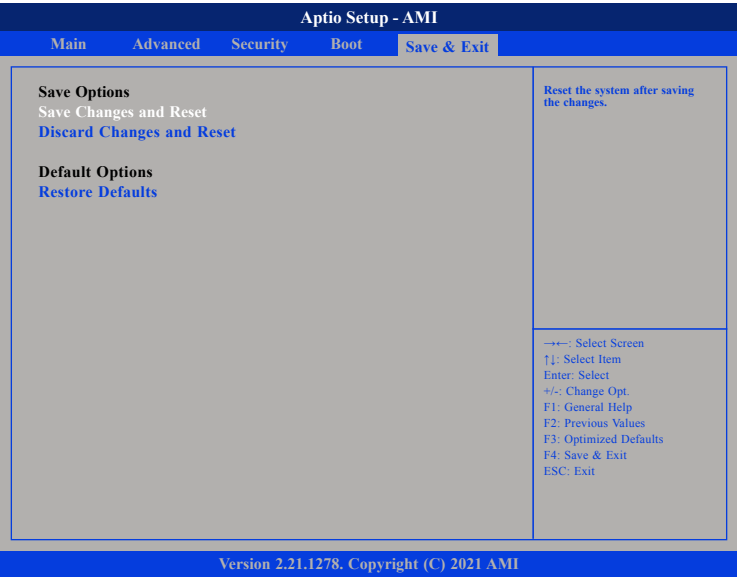 Aptio Setup - AMI
Main Advanced Security Boot Save & Exit
Save Options
Save Changes and Reset
Discard Changes and Reset
Default Options
Restore Defaults
Reset the system after saving
the changes.
→←: Select Screen
↑↓: Select Item
Enter: Select
+/-: Change Opt.
F1: General Help
F2: Previous Values
F3: Optimized Defaults
F4: Save & Exit
ESC: Exit
Version 2.21.1278. Copyright (C) 2021 AMI